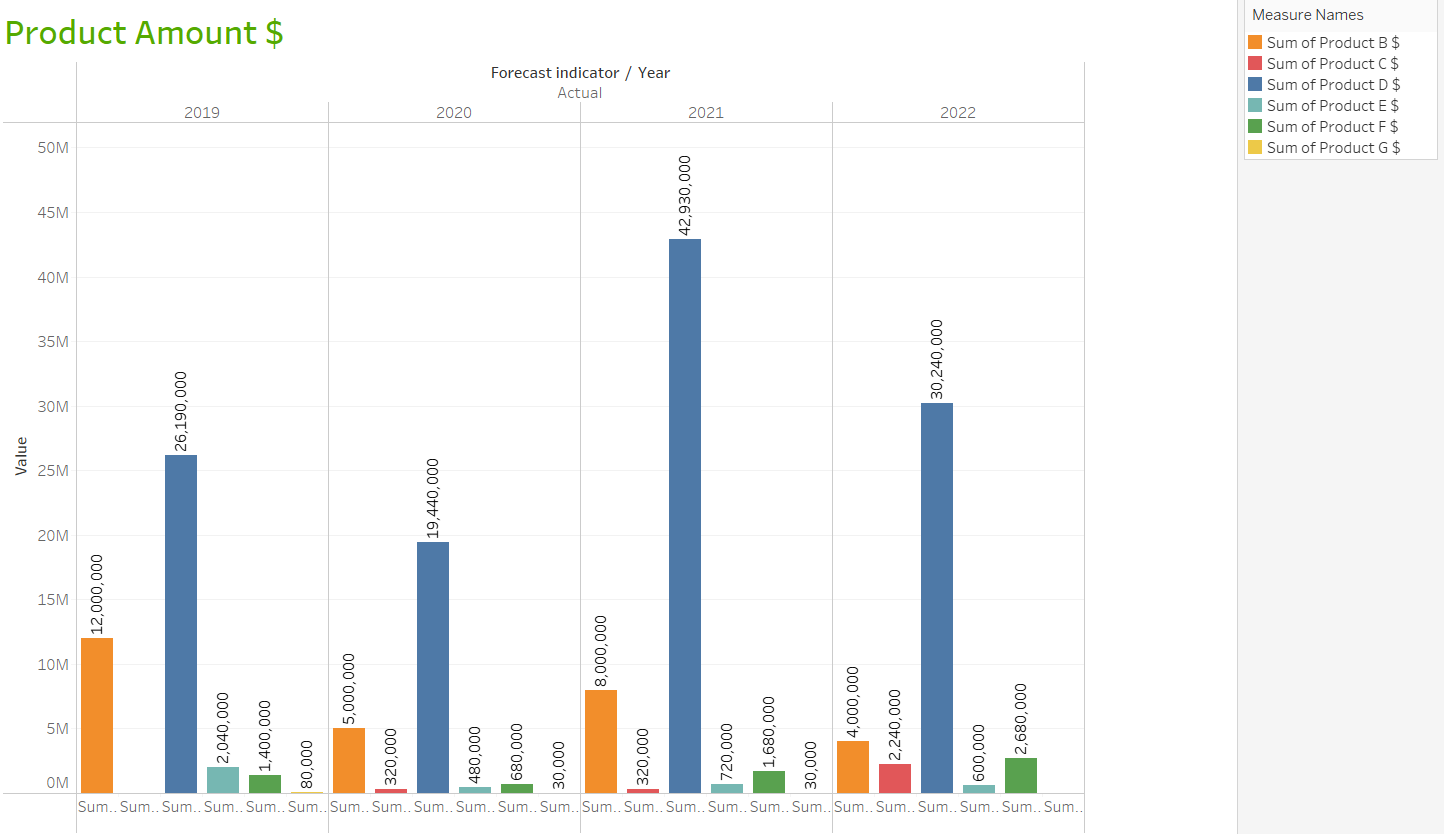 Product Amount $
Forecast indicator / Year
Actual
2019 2020 2021 2022
50M
45M
40M
35M
30M
25M
20M
15M
10M
5M
0M
Value
12,000,000 26,190,000 2,040,000 1,400,000 80,000
5,000,000 320,000 19,440,000 480,000 680,000 30,000
8,000,000 320,000 42,930,000 720,000 1,680,000 30,000
4,000,000 2,240,000 30,240,000 600,000 2,680,000
Sum.. Sum.. Sum.. Sum.. Sum.. Sum.. Sum.. Sum.. Sum.. Sum.. Sum.. Sum.. Sum.. Sum.. Sum.. Sum.. Sum.. Sum.. Sum.. Sum.. Sum.. Sum.. Sum.. Sum..
Measure Names
Sum of Product B $
Sum of Product C $
Sum of Product D $
Sum of Product E $
Sum of Product F $
Sum of Product G $